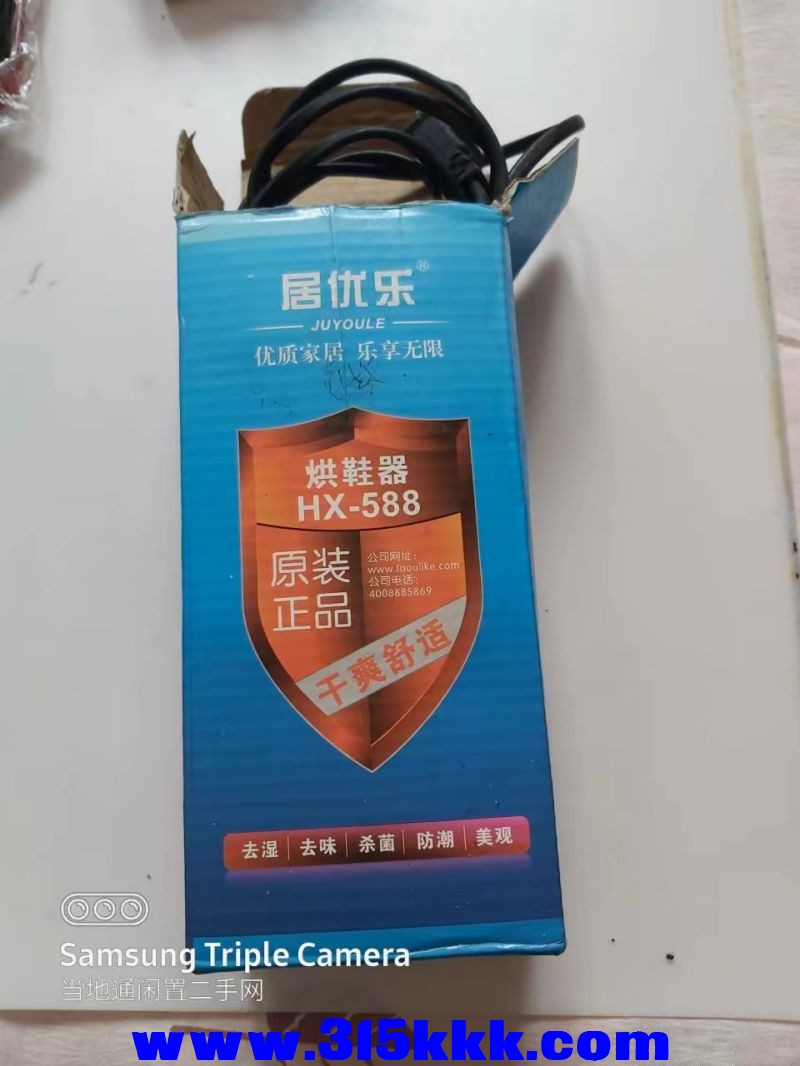 居优乐®
JUYOULE
优质家居 乐享无限
烘鞋器
HX-588
原装
正品
公司网址：
www.taoulike.com
公司电话：
4008885869
干爽舒适
去湿 | 去味 | 杀菌 | 防潮 | 美观
Samsung Triple Camera
当地通闲置二手网
www.315kkk.com